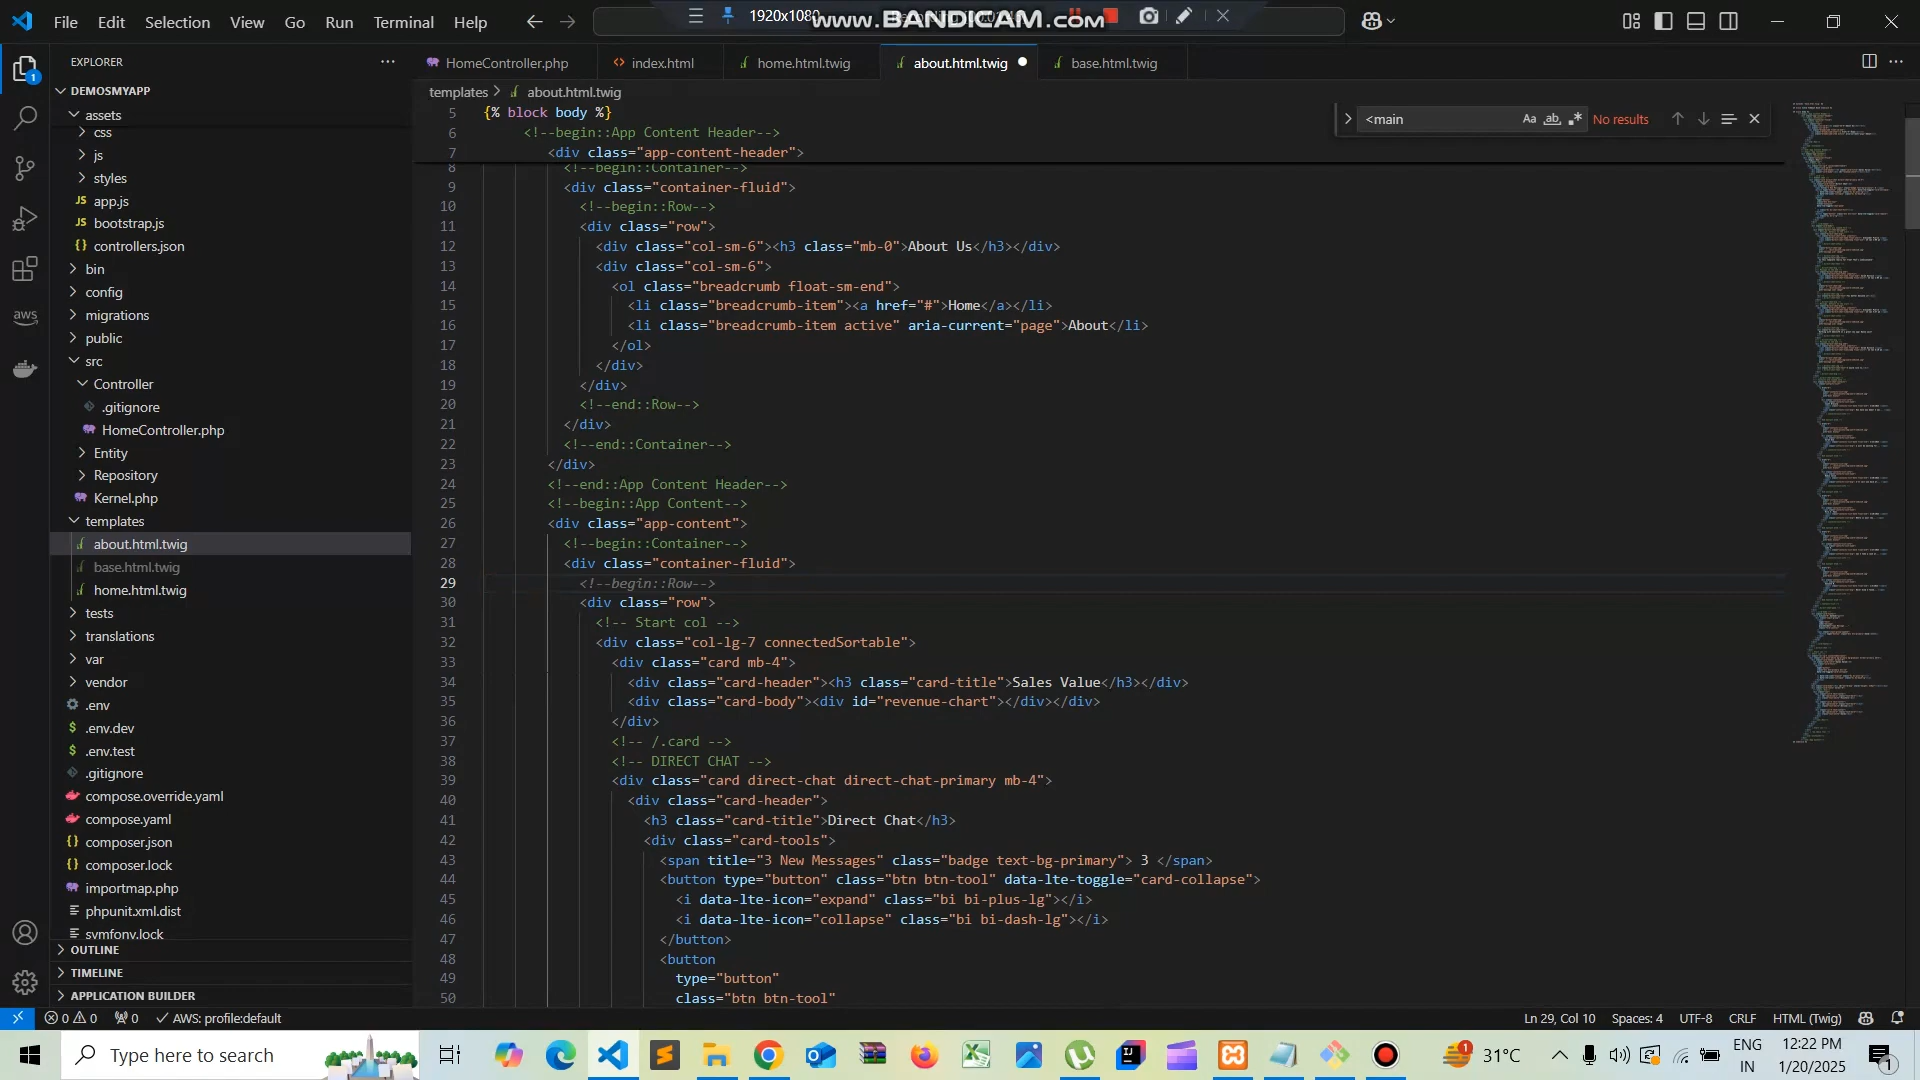 File Edit Selection View Go Run Terminal Help
1920x1080
www.BANDICAM.com
EXPLORER
HomeController.php
index.html
home.html.twig
about.html.twig
base.html.twig
DEMOSMYAPP
templates > about.html.twig
<main
Aa ab
No results
assets
css
js
styles
app.js
bootstrap.js
controllers.json
bin
config
migrations
public
src
Controller
.gitignore
HomeController.php
Entity
Repository
Kernel.php
templates
about.html.twig
base.html.twig
home.html.twig
tests
translations
var
vendor
.env
.env.dev
.env.test
.gitignore
compose.override.yaml
compose.yaml
composer.json
composer.lock
importmap.php
phpunit.xml.dist
symfony.lock
OUTLINE
TIMELINE
APPLICATION BUILDER
5 {% block body %}
6 <!--begin::App Content Header-->
7 <div class="app-content-header">
8 <!--begin::Container-->
9 <div class="container-fluid">
10 <!--begin::Row-->
11 <div class="row">
12 <div class="col-sm-6"><h3 class="mb-0">About Us</h3></div>
13 <div class="col-sm-6">
14 <ol class="breadcrumb float-sm-end">
15 <li class="breadcrumb-item"><a href="#">Home</a></li>
16 <li class="breadcrumb-item active" aria-current="page">About</li>
17 </ol>
18 </div>
19 </div>
20 <!--end::Row-->
21 </div>
22 <!--end::Container-->
23 </div>
24 <!--end::App Content Header-->
25 <!--begin::App Content-->
26 <div class="app-content">
27 <!--begin::Container-->
28 <div class="container-fluid">
29 <!--begin::Row-->
30 <div class="row">
31 <!-- Start col -->
32 <div class="col-lg-7 connectedSortable">
33 <div class="card mb-4">
34 <div class="card-header"><h3 class="card-title">Sales Value</h3></div>
35 <div class="card-body"><div id="revenue-chart"></div></div>
36 </div>
37 <!-- /.card -->
38 <!-- DIRECT CHAT -->
39 <div class="card direct-chat direct-chat-primary mb-4">
40 <div class="card-header">
41 <h3 class="card-title">Direct Chat</h3>
42 <div class="card-tools">
43 <span title="3 New Messages" class="badge text-bg-primary"> 3 </span>
44 <button type="button" class="btn btn-tool" data-lte-toggle="card-collapse">
45 <i data-lte-icon="expand" class="bi bi-plus-lg"></i>
46 <i data-lte-icon="collapse" class="bi bi-dash-lg"></i>
47 </button>
48 <button
49 type="button"
50 class="btn btn-tool"
0 0 0 AWS: profile:default
Ln 29, Col 10 Spaces: 4 UTF-8 CRLF HTML (Twig)
Type here to search
31°C
ENG
IN
12:22 PM
1/20/2025